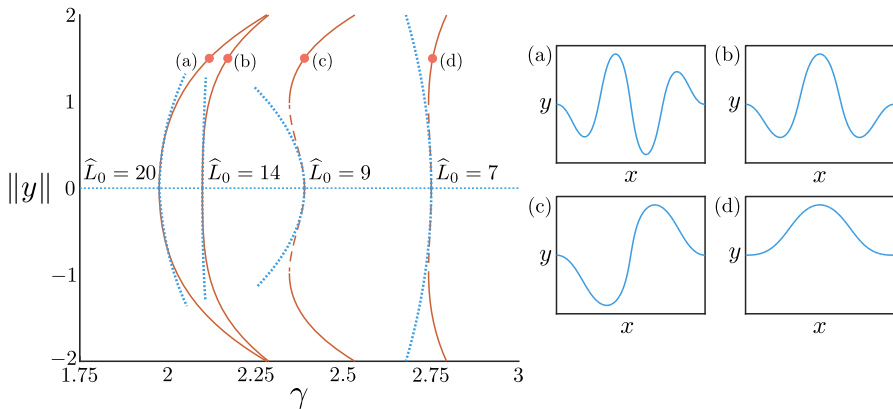 2
(a)
(b)
(c)
(d)
1
L̂₀ = 20
L̂₀ = 14
L̂₀ = 9
L̂₀ = 7
‖y‖
0
−1
−2
1.75
2
2.25
2.5
2.75
3
γ
(a)
y
x
(b)
y
x
(c)
y
x
(d)
y
x